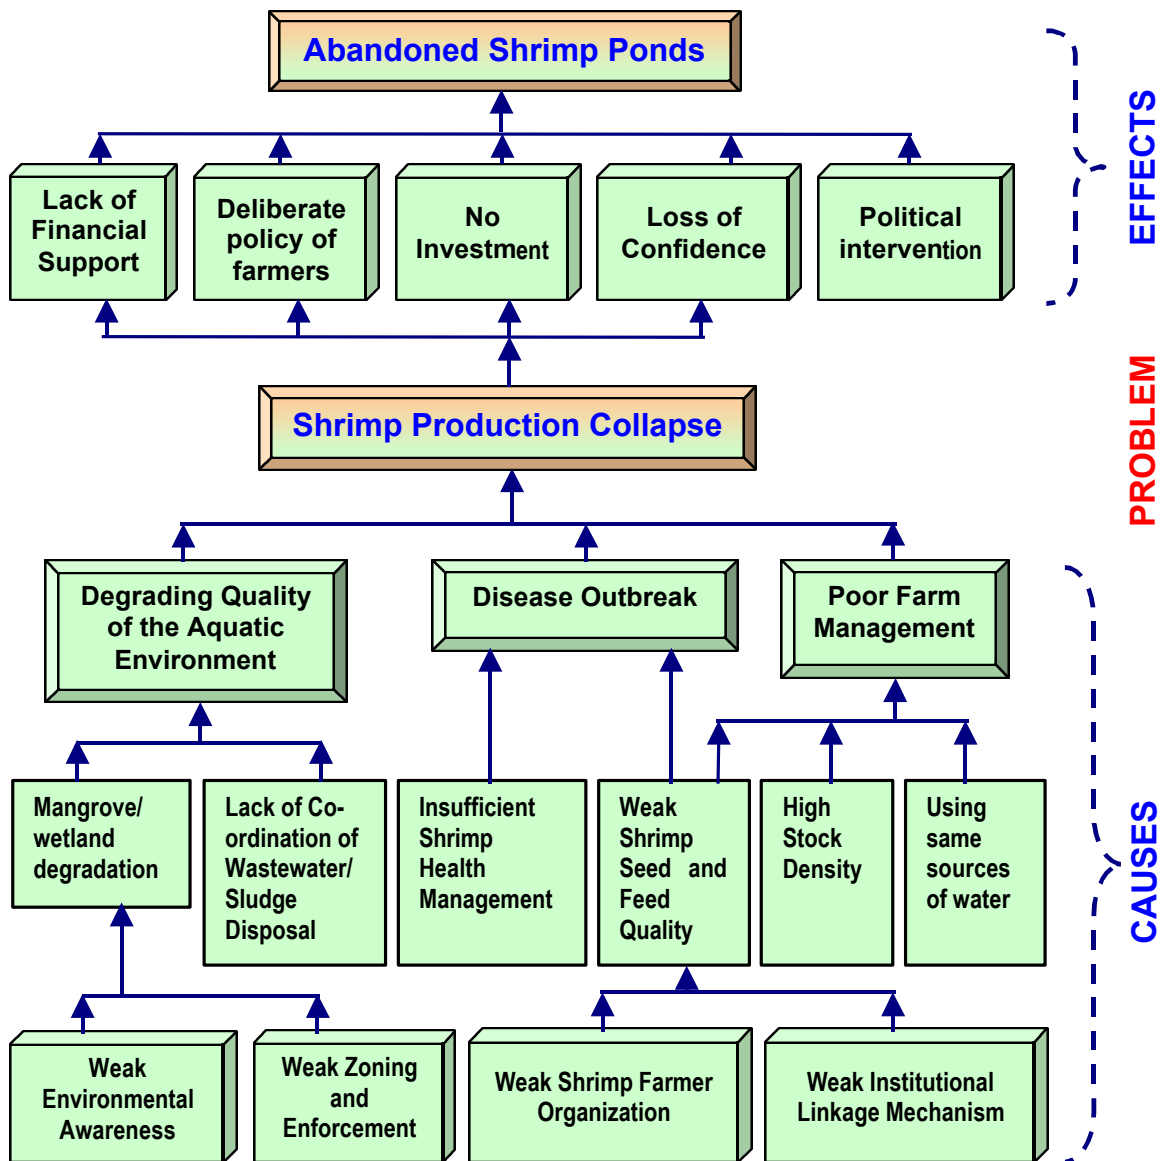 Abandoned Shrimp Ponds
EFFECTS
Lack of
Financial
Support
Deliberate
policy of
farmers
No
Investment
Loss of
Confidence
Political
intervention
PROBLEM
Shrimp Production Collapse
Degrading Quality
of the Aquatic
Environment
Disease Outbreak
Poor Farm
Management
CAUSES
Mangrove/
wetland
degradation
Lack of Co-
ordination of
Wastewater/
Sludge
Disposal
Insufficient
Shrimp
Health
Management
Weak
Shrimp
Seed and
Feed
Quality
High
Stock
Density
Using
same
sources
of water
Weak
Environmental
Awareness
Weak Zoning
and
Enforcement
Weak Shrimp Farmer
Organization
Weak Institutional
Linkage Mechanism